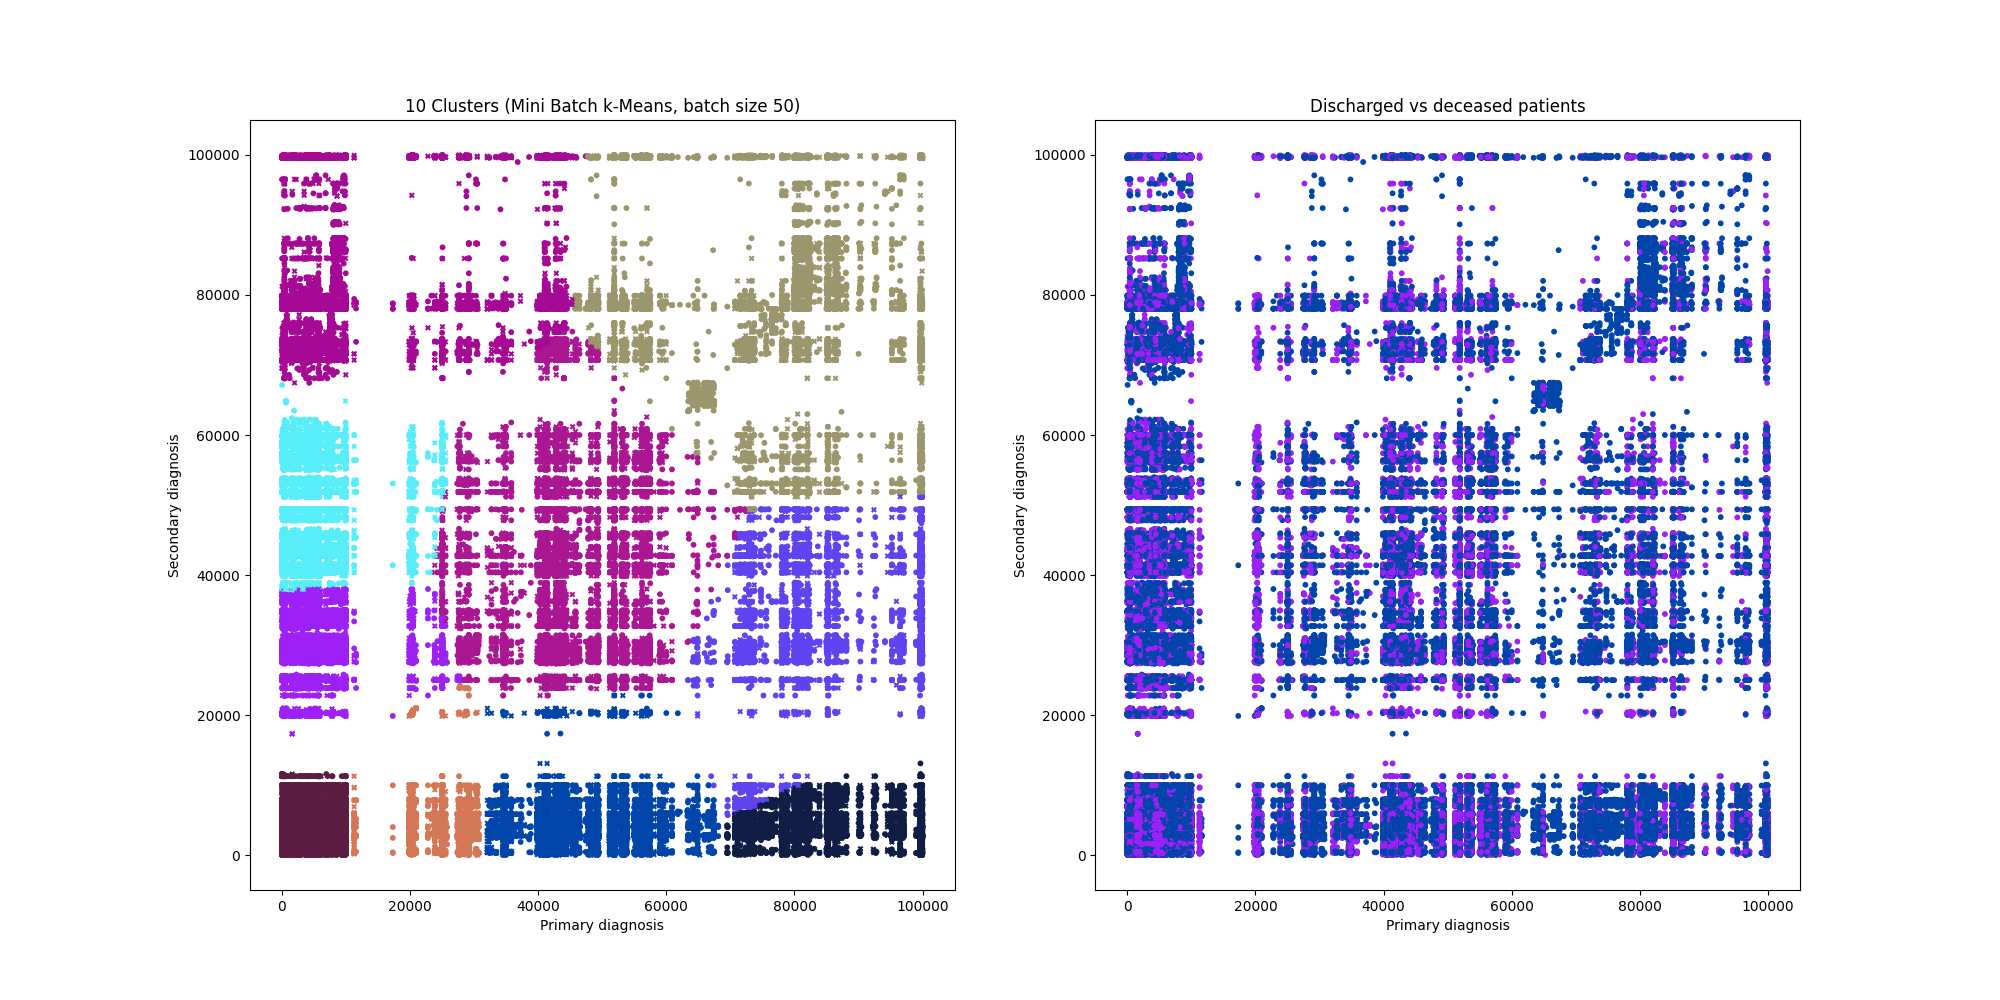 10 Clusters (Mini Batch k-Means, batch size 50)
100000
80000
60000
40000
20000
0
Secondary diagnosis
0 20000 40000 60000 80000 100000
Primary diagnosis
Discharged vs deceased patients
100000
80000
60000
40000
20000
0
Secondary diagnosis
0 20000 40000 60000 80000 100000
Primary diagnosis